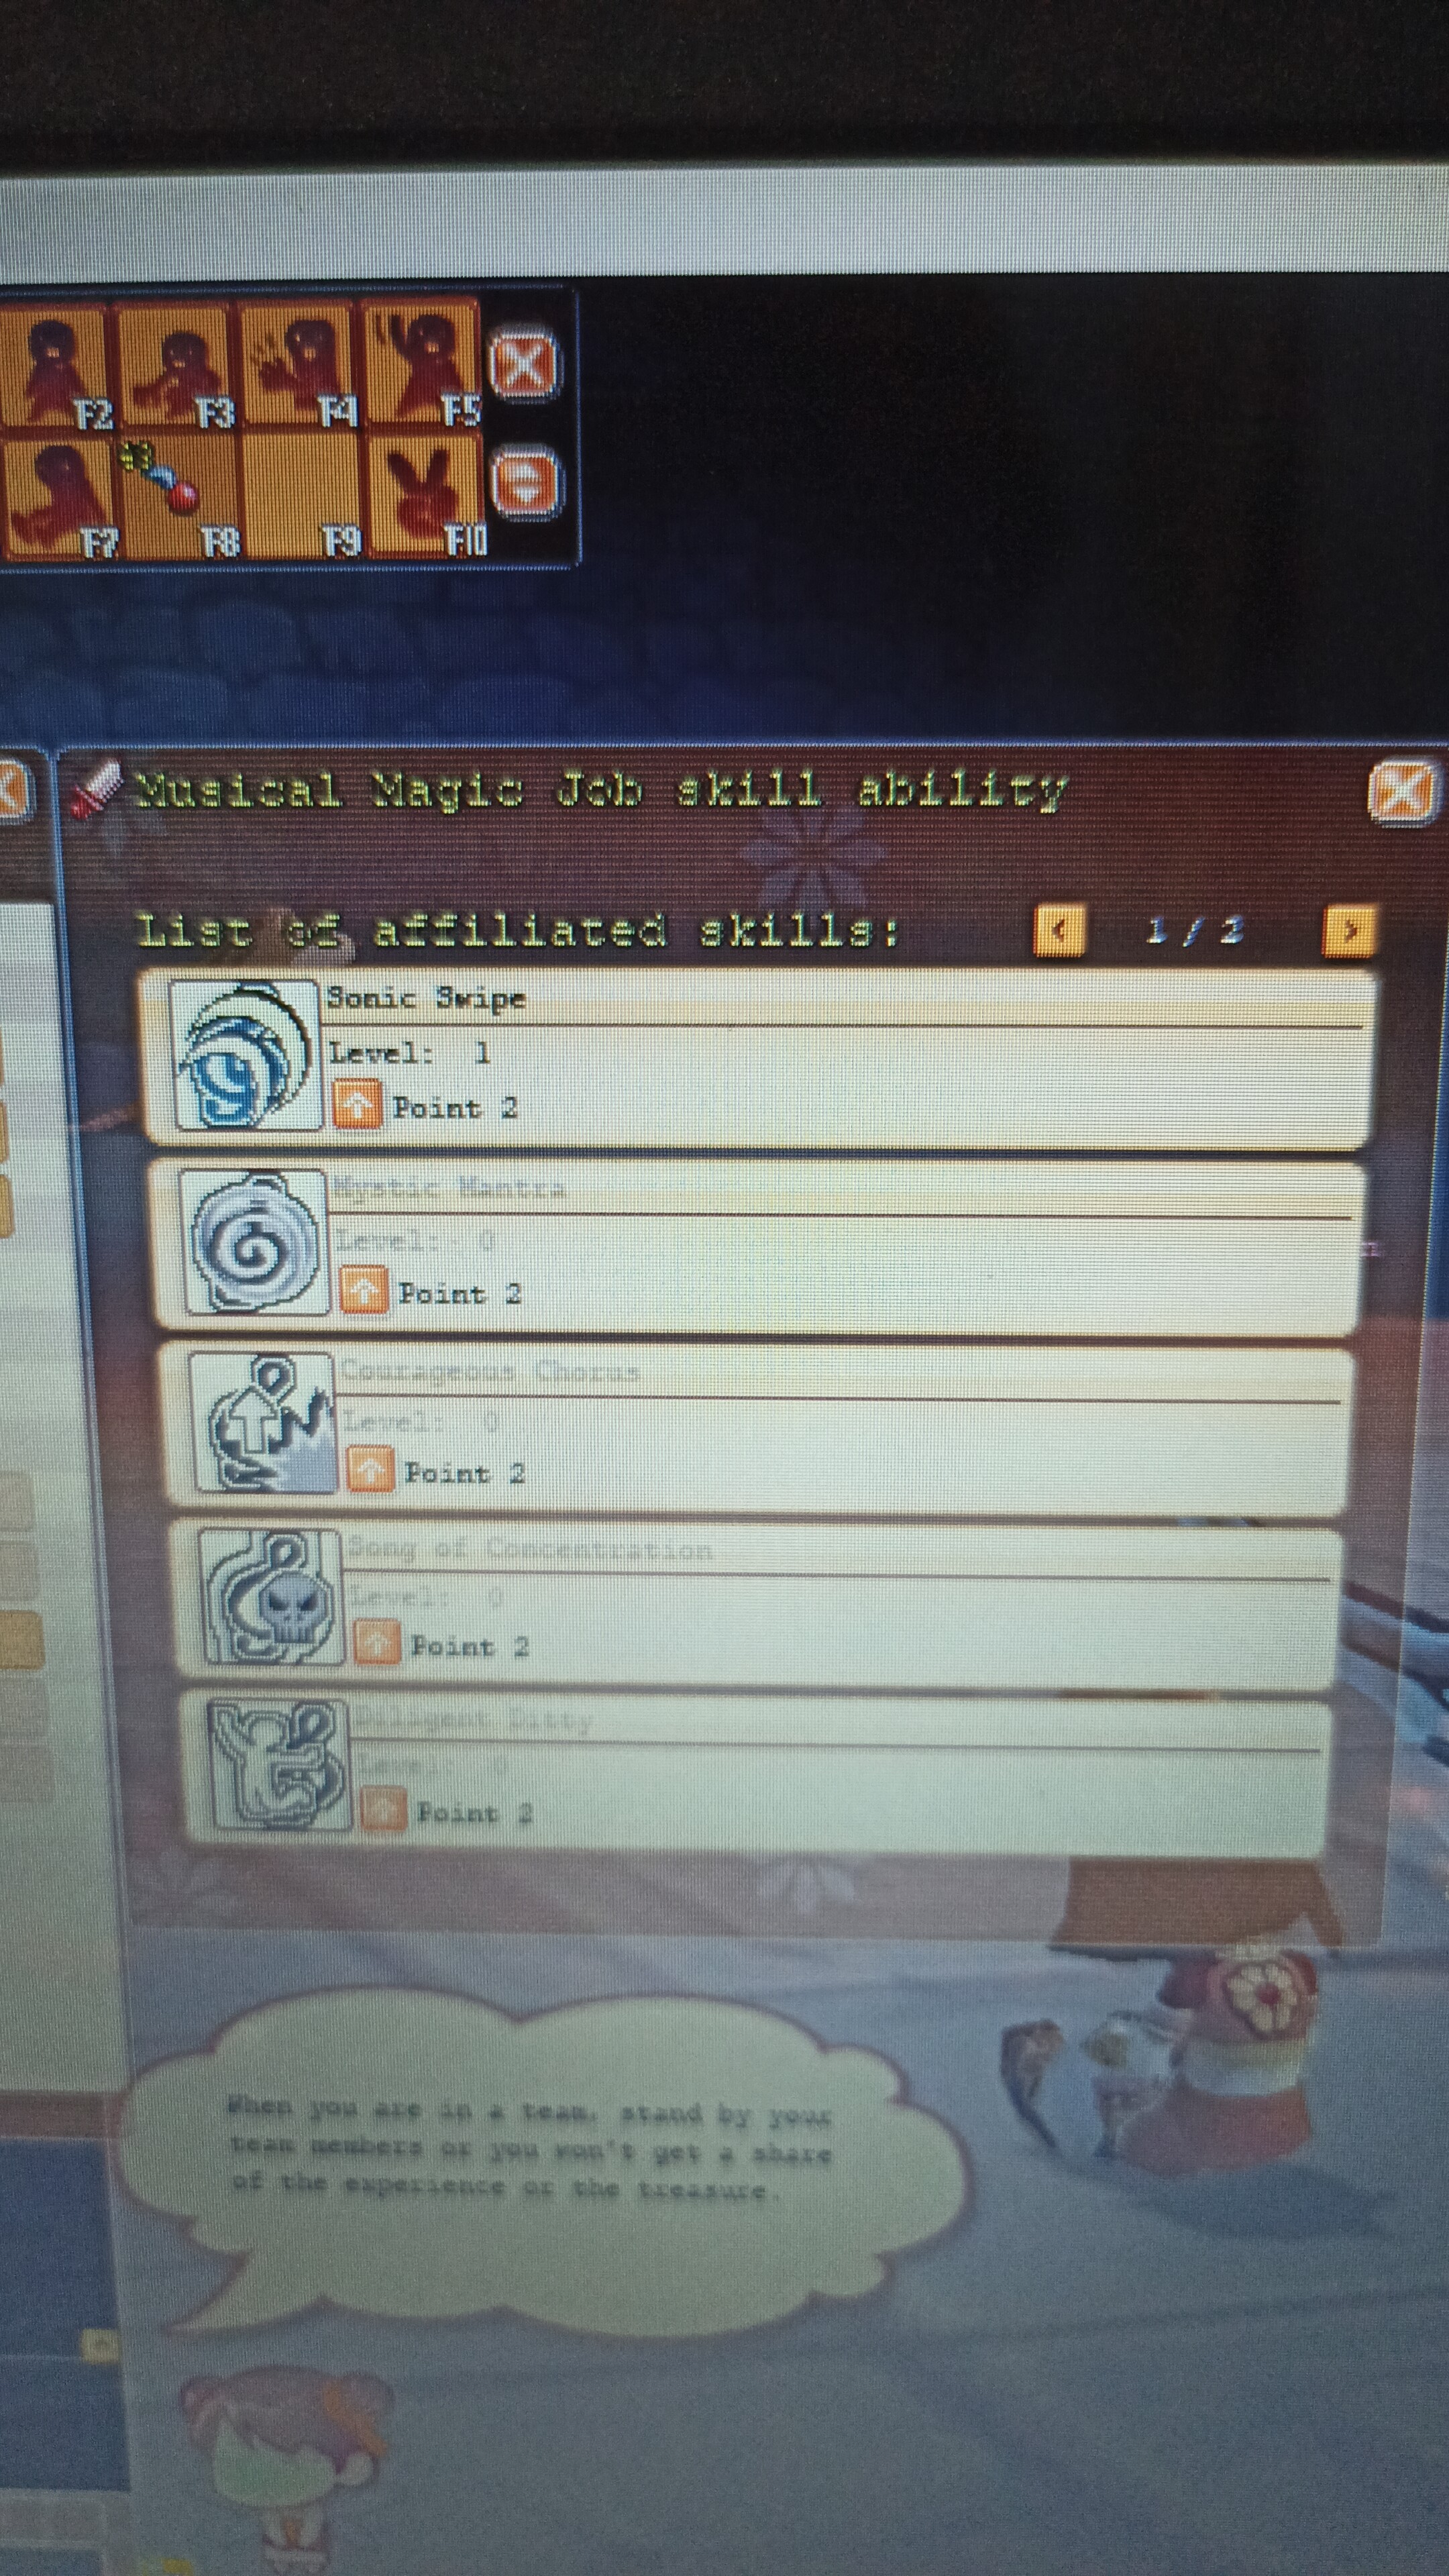 F2 F3 F4 F5
F7 F8 F9 F10
Musical Magic Job skill ability
List of affiliated skills:
1/2
Sonic Swipe
Level: 1
Point 2
Mystic Mantra
Level: 0
Point 2
Courageous Chorus
Level: 0
Point 2
Song of Concentration
Level: 0
Point 2
Diligent Ditty
Level: 0
Point 2
When you are in a team, stand by your
team members or you won't get a share
of the experience or the treasure.